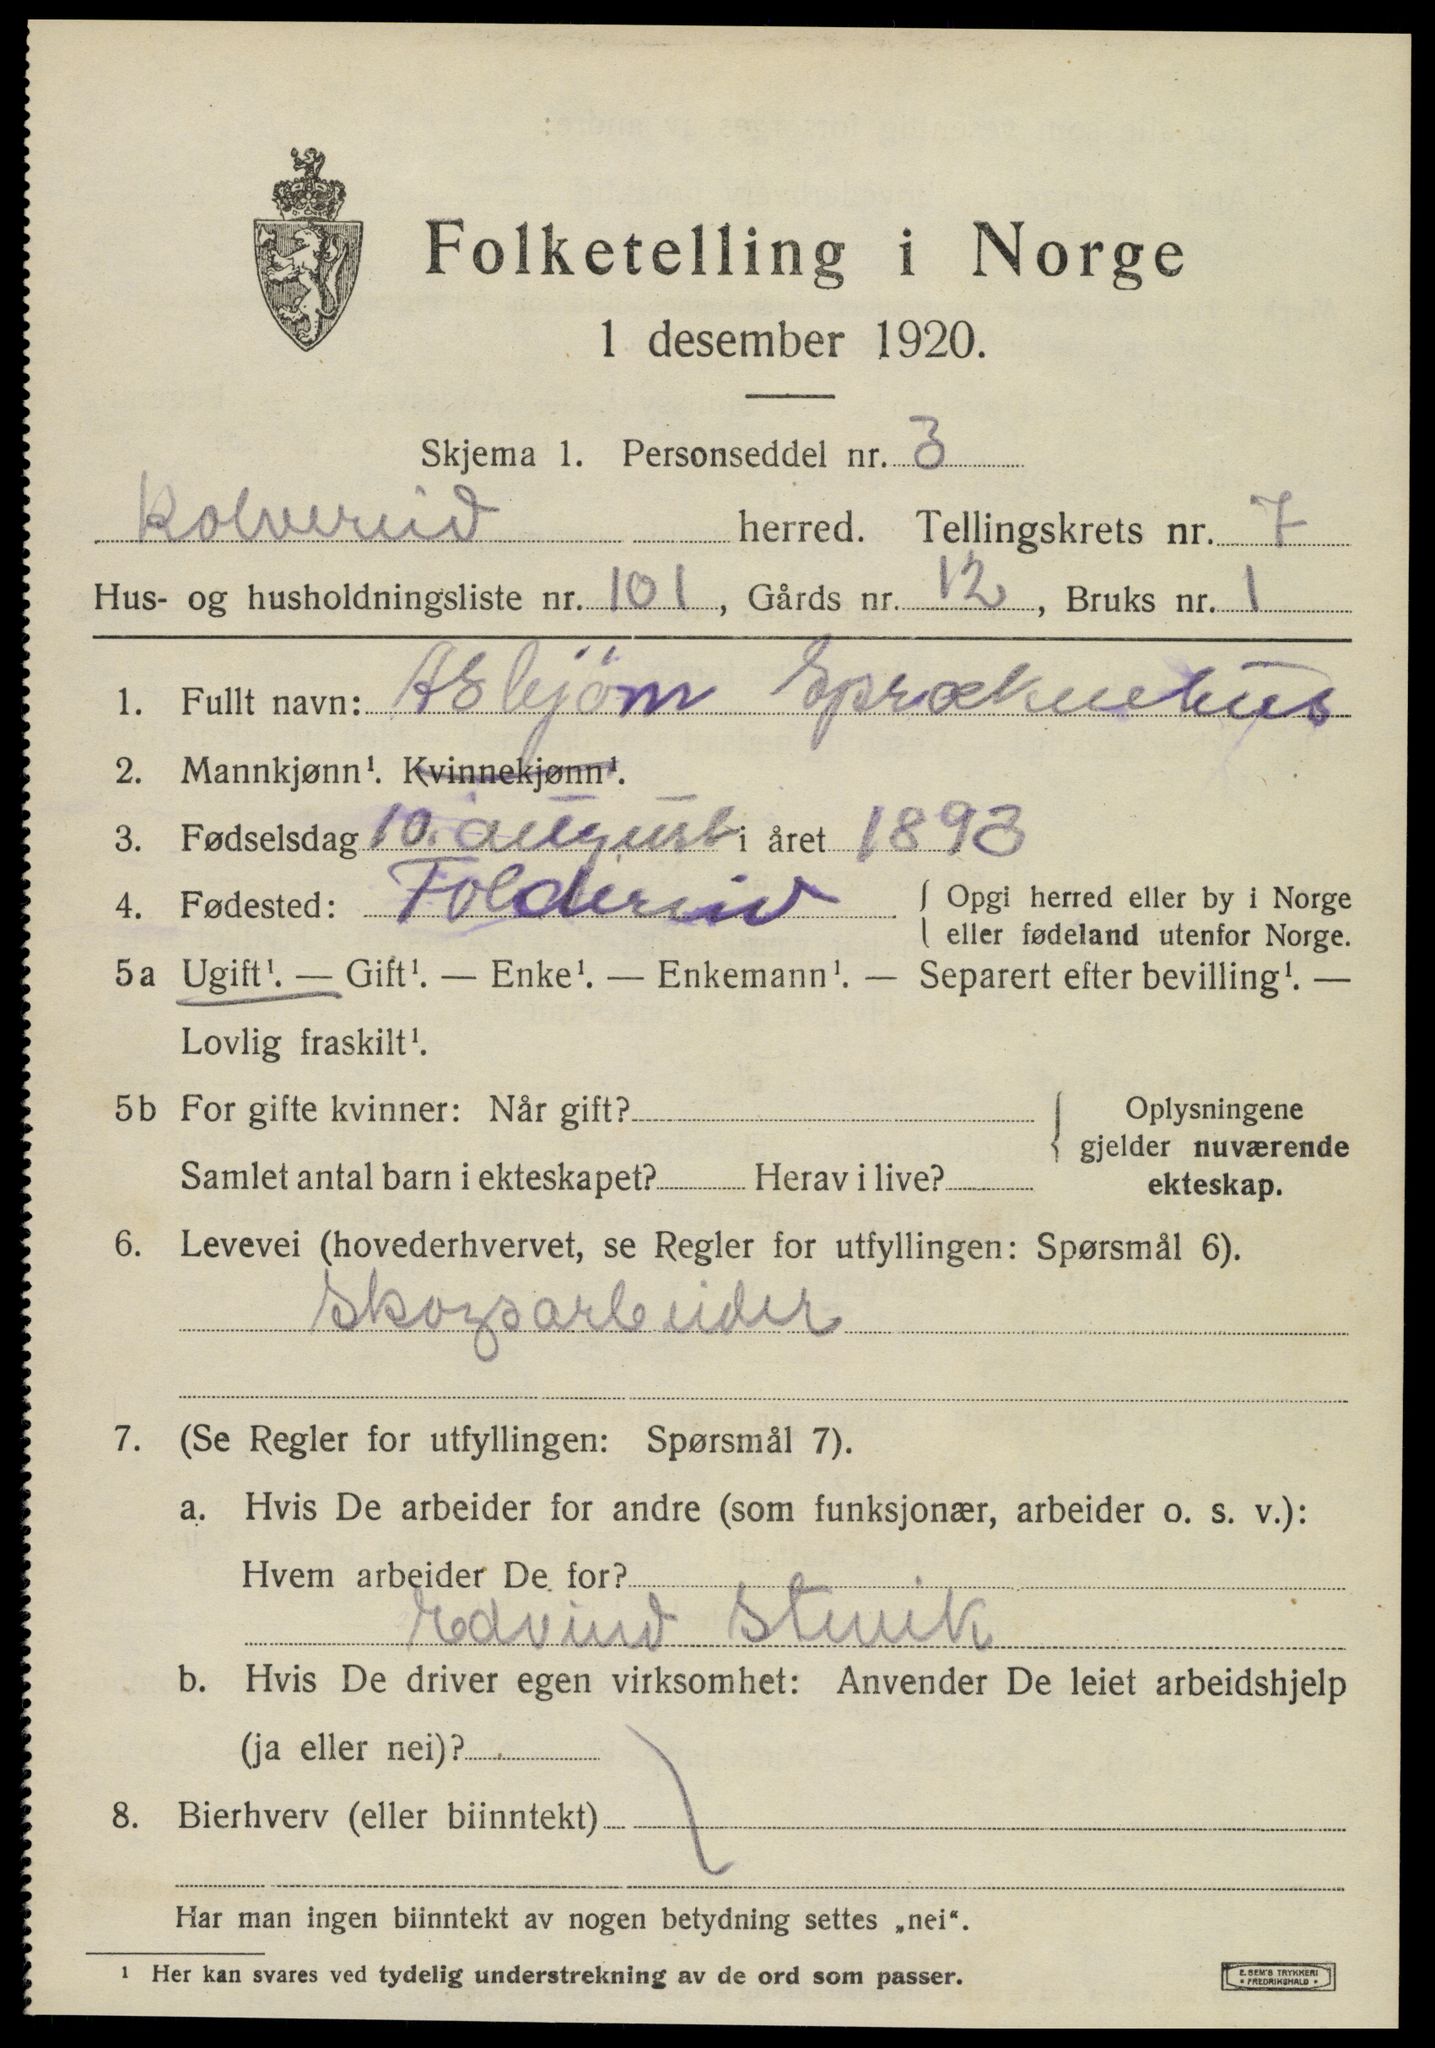 Folketelling i Norge
1 desember 1920.
Skjema 1. Personseddel nr. 3
Kolvereid herred. Tellingskrets nr. 7
Hus- og husholdningsliste nr. 101, Gårds nr. 12, Bruks nr. 1
1. Fullt navn: Asbjörn Spræknehus
2. Mannkjønn¹. Kvinnekjønn¹.
3. Fødselsdag 10. august i året 1893
4. Fødested: Foldereid { Opgi herred eller by i Norge
eller fødeland utenfor Norge.
5a Ugift¹. — Gift¹. — Enke¹. — Enkemann¹. — Separert efter bevilling¹. —
Lovlig fraskilt¹.
5b For gifte kvinner: Når gift? { Oplysningene
gjelder nuværende
Samlet antal barn i ekteskapet? Herav i live? ekteskap.
6. Levevei (hovederhvervet, se Regler for utfyllingen: Spørsmål 6).
Skogsarbeider
7. (Se Regler for utfyllingen: Spørsmål 7).
a. Hvis De arbeider for andre (som funksjonær, arbeider o. s. v.):
Hvem arbeider De for?
Edvind
b. Hvis De driver egen virksomhet: Anvender De leiet arbeidshjelp
(ja eller nei)?
8. Bierhverv (eller biinntekt)
Har man ingen biinntekt av nogen betydning settes „nei“.
¹ Her kan svares ved tydelig understrekning av de ord som passer.
E. SEM'S TRYKKERI
• FREDRIKSHALD •